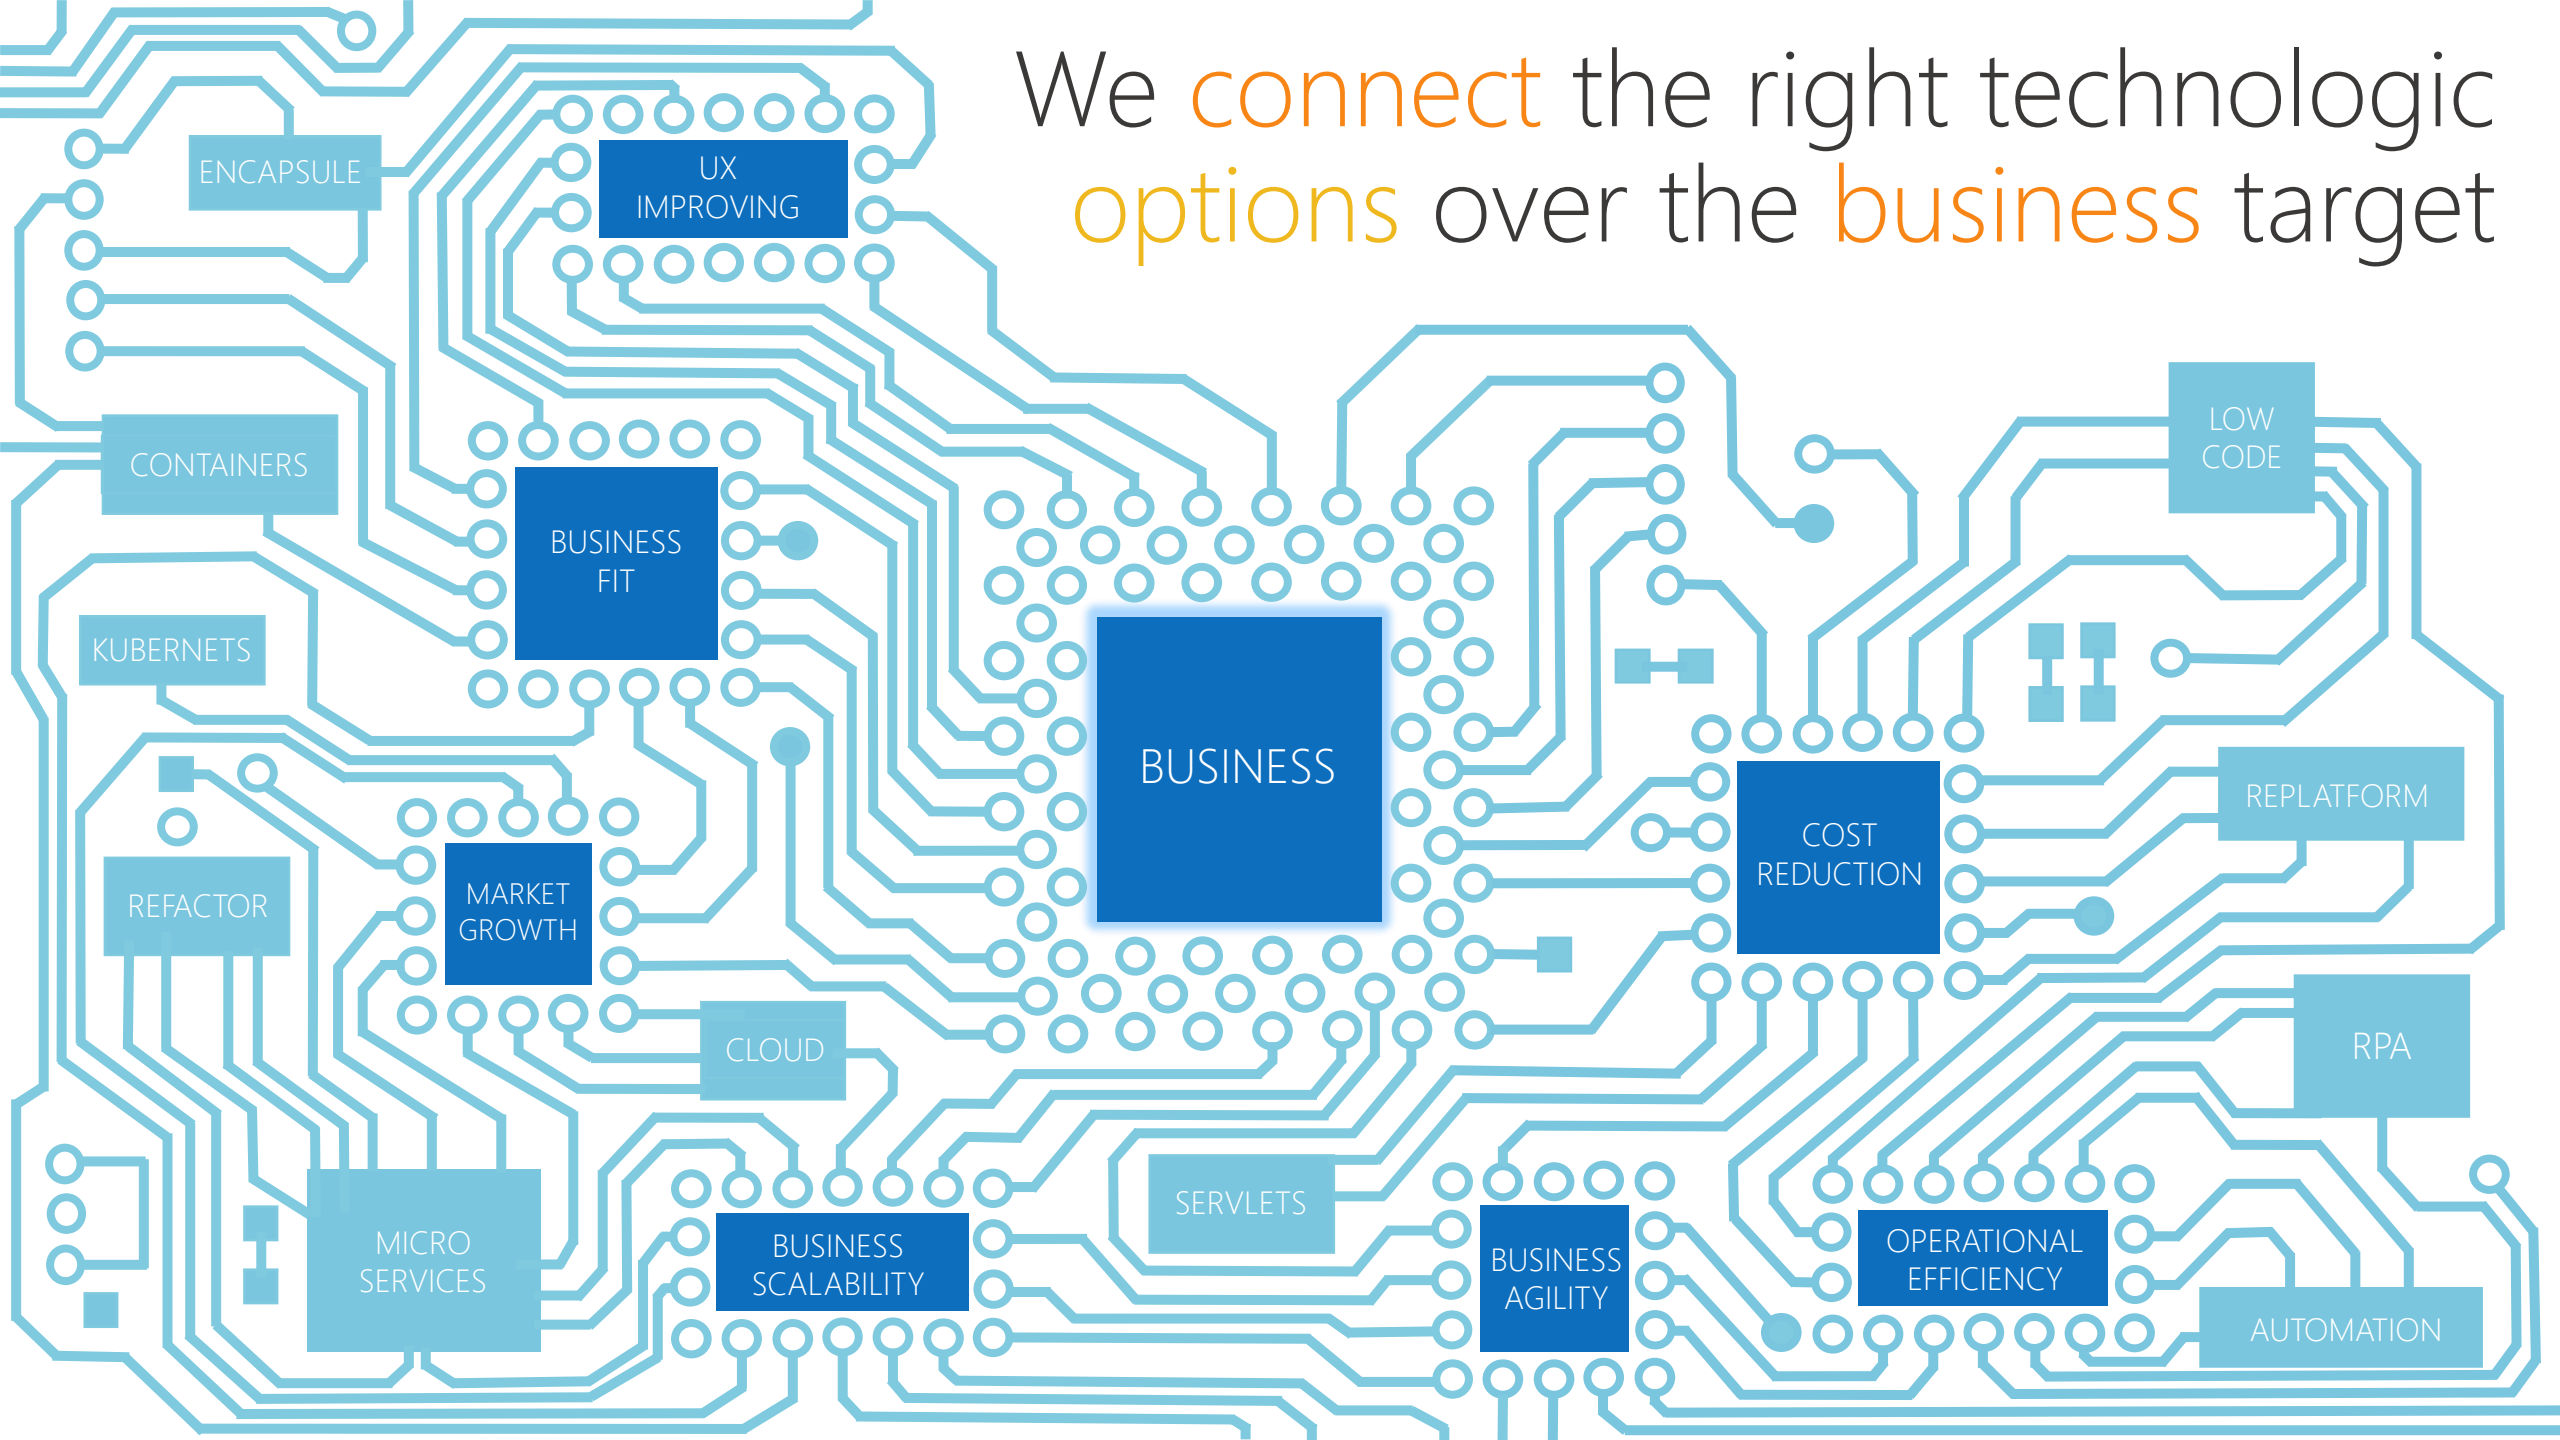 We connect the right technologic
options over the business target
ENCAPSULE
UX
IMPROVING
LOW
CODE
CONTAINERS
BUSINESS
FIT
KUBERNETS
BUSINESS
REPLATFORM
COST
REDUCTION
REFACTOR
MARKET
GROWTH
CLOUD
RPA
SERVLETS
MICRO
SERVICES
BUSINESS
SCALABILITY
BUSINESS
AGILITY
OPERATIONAL
EFFICIENCY
AUTOMATION